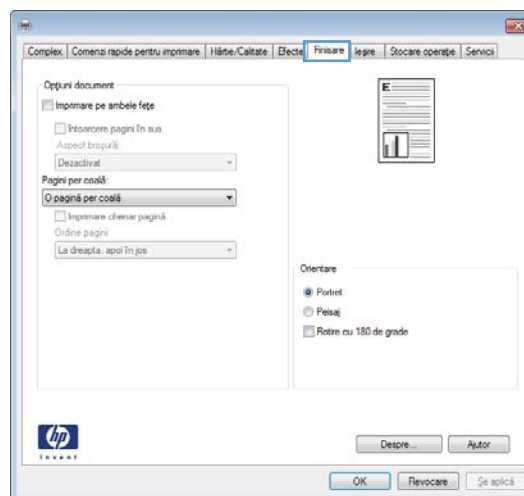 Complex Comenzi rapide pentru imprimare Hârtie/Calitate Efecte Finisare Ieşire Stocare operaţie Servicii
Opţiuni document
Imprimare pe ambele feţe
Întoarcere pagini în sus
Aspect broşură:
Dezactivat
Pagini per coală:
O pagină per coală
Imprimare chenar pagină
Ordine pagini:
La dreapta, apoi în jos
E
Orientare
Portret
Peisaj
Rotire cu 180 de grade
hp
invent
Despre... Ajutor
OK Revocare Se aplică